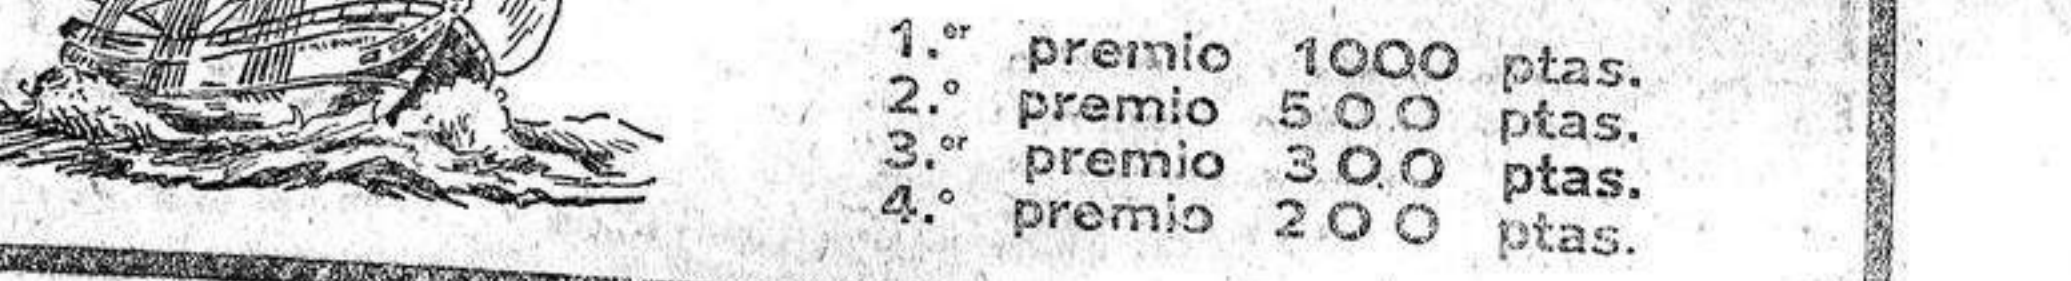 1.er premio 1000 ptas.
2.º premio 500 ptas.
3.er premio 300 ptas.
4.º premio 200 ptas.